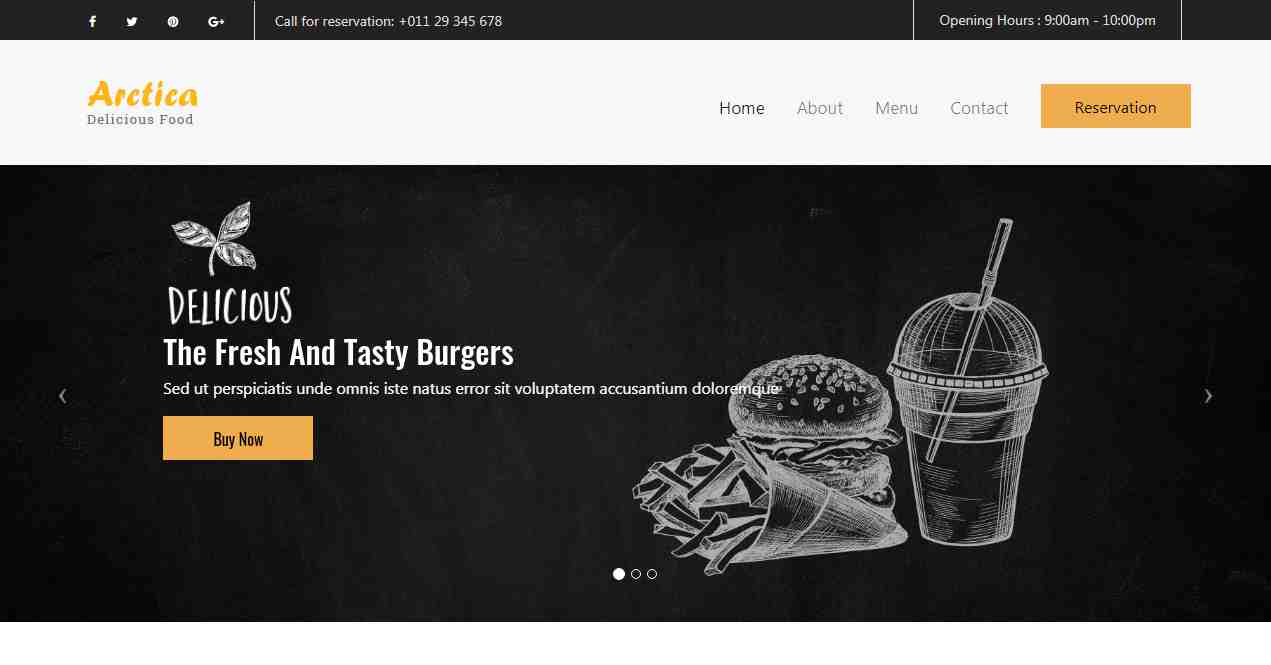 Call for reservation: +011 29 345 678
Opening Hours : 9:00am - 10:00pm
Arctica
Delicious Food
Home About Menu Contact Reservation
DELICIOUS
The Fresh And Tasty Burgers
Sed ut perspiciatis unde omnis iste natus error sit voluptatem accusantium doloremque
Buy Now